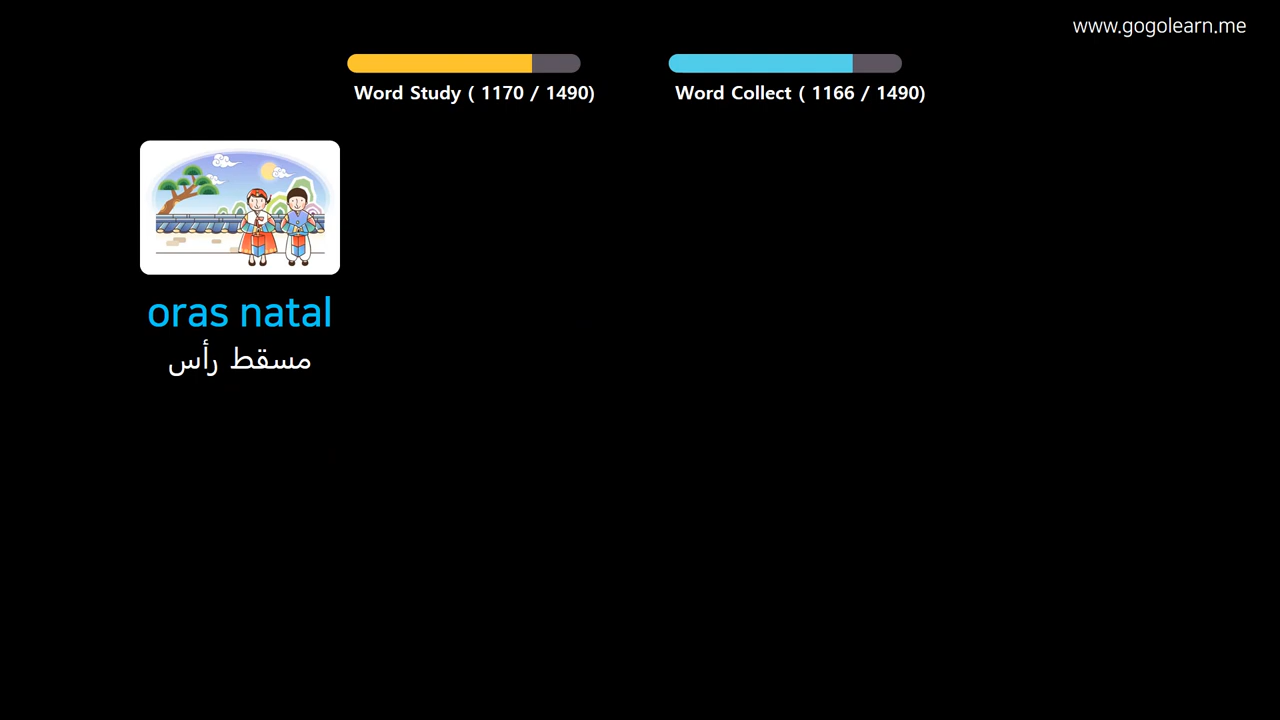 www.gogolearn.me
Word Study ( 1170 / 1490)
Word Collect ( 1166 / 1490)
oras natal
مسقط رأس